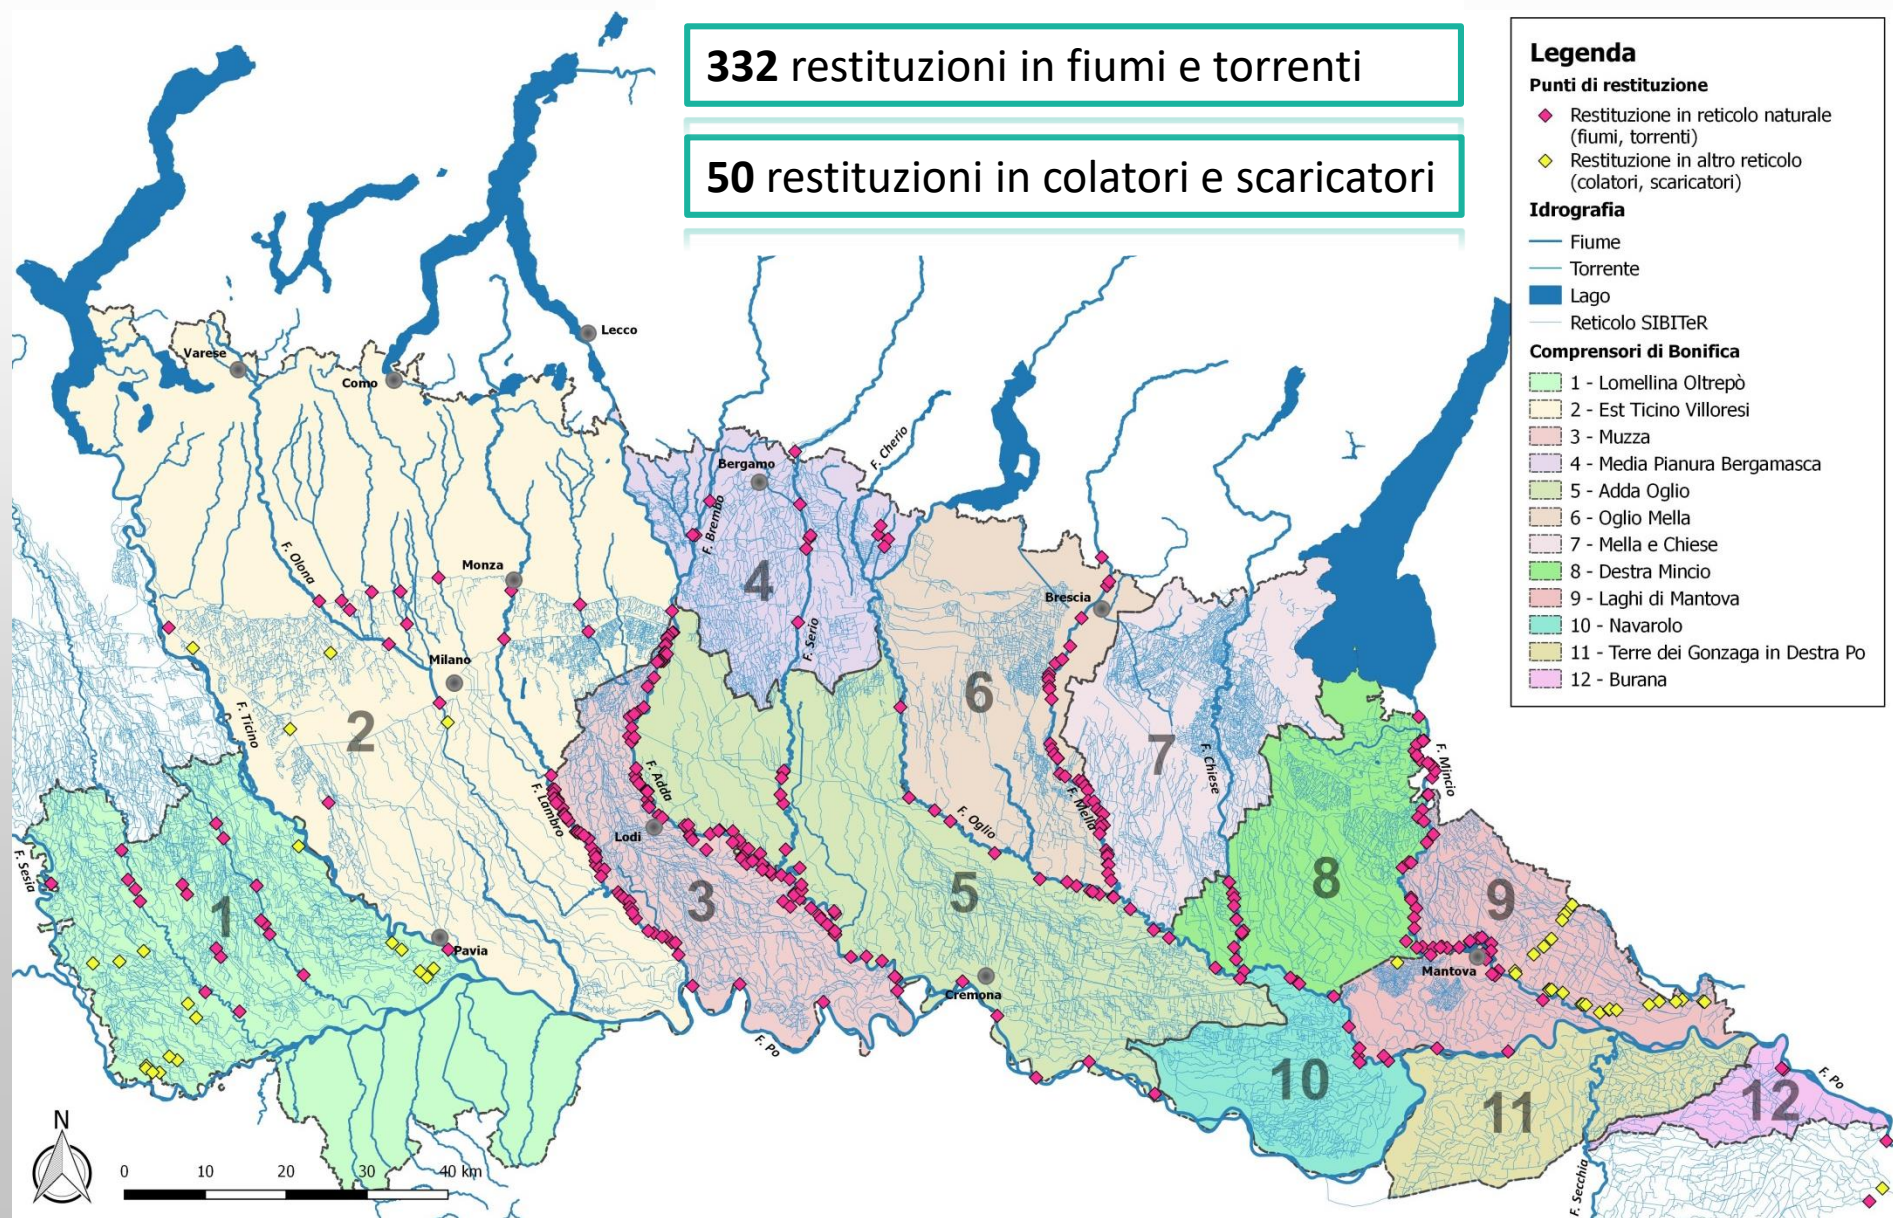 332 restituzioni in fiumi e torrenti
50 restituzioni in colatori e scaricatori
Legenda
Punti di restituzione
Restituzione in reticolo naturale
(fiumi, torrenti)
Restituzione in altro reticolo
(colatori, scaricatori)
Idrografia
Fiume
Torrente
Lago
Reticolo SIBITeR
Comprensori di Bonifica
1 - Lomellina Oltrepò
2 - Est Ticino Villoresi
3 - Muzza
4 - Media Pianura Bergamasca
5 - Adda Oglio
6 - Oglio Mella
7 - Mella e Chiese
8 - Destra Mincio
9 - Laghi di Mantova
10 - Navarolo
11 - Terre dei Gonzaga in Destra Po
12 - Burana
Lecco
Varese
Como
Bergamo
F. Cherio
F. Brembo
F. Olona
Monza
Brescia
4
F. Serio
Milano
6
F. Ticino
2
7
F. Chiese
F. Mincio
F. Adda
F. Lambro
F. Mella
F. Oglio
Lodi
F. Sesia
1
3
5
8
9
Pavia
Mantova
Cremona
F. Po
10
11
12
F. Po
F. Secchia
N
0 10 20 30 40 km